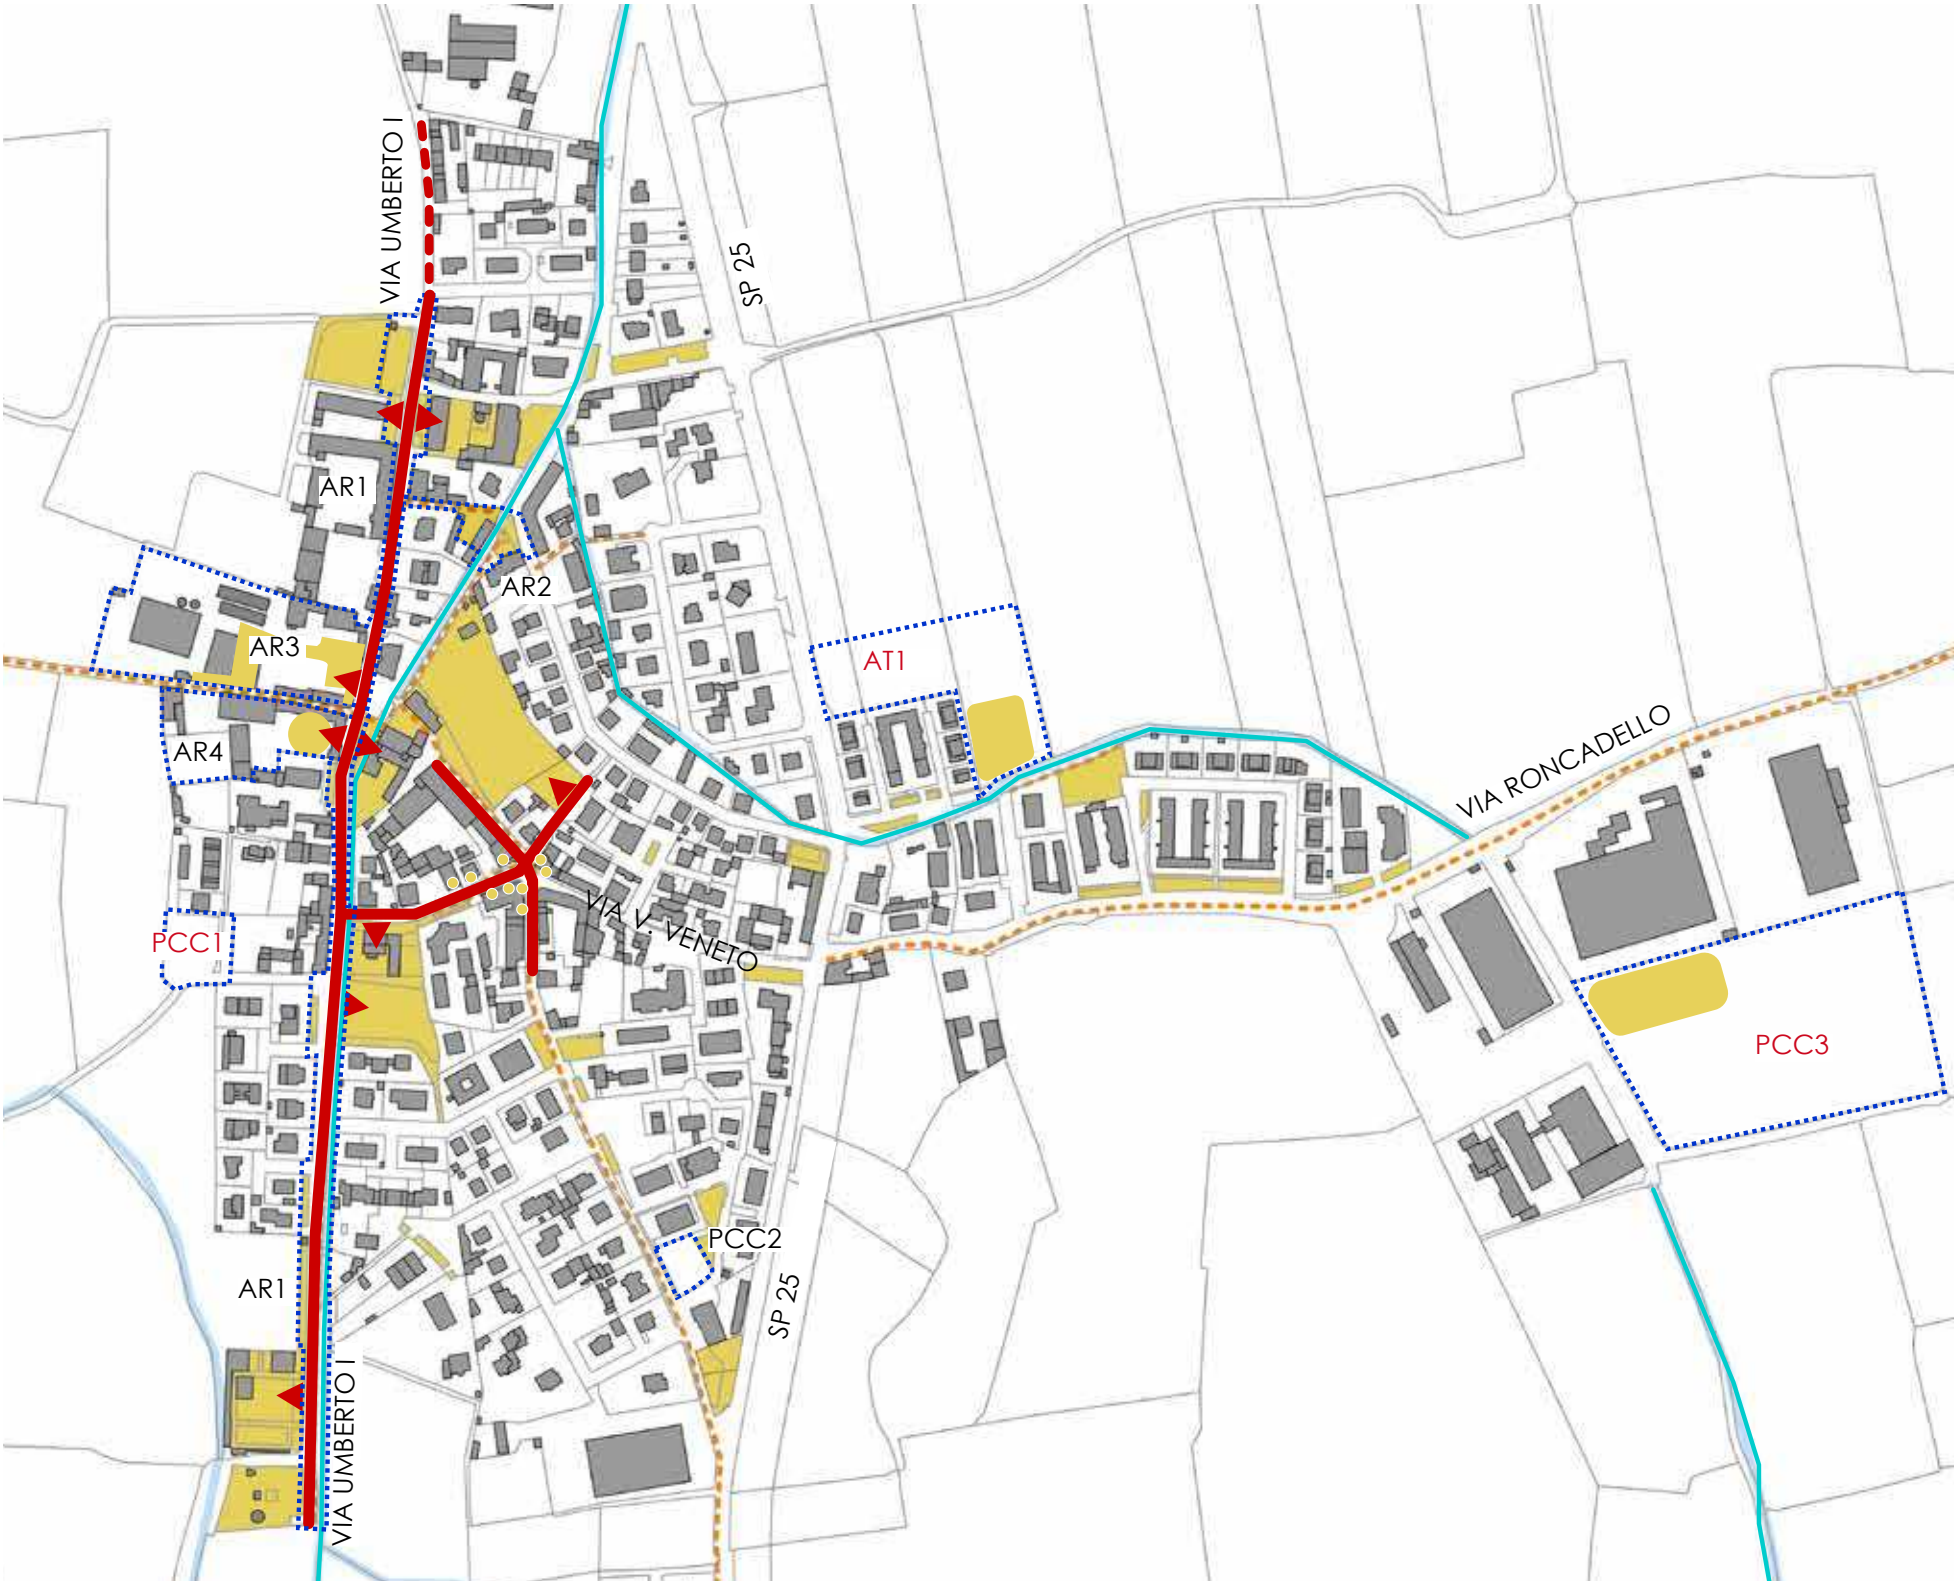 VIA UMBERTO I
SP 25
AR1
AR2
AR3
AT1
AR4
VIA RONCADELLO
VIA V. VENETO
PCC1
PCC3
PCC2
AR1
SP 25
VIA UMBERTO I